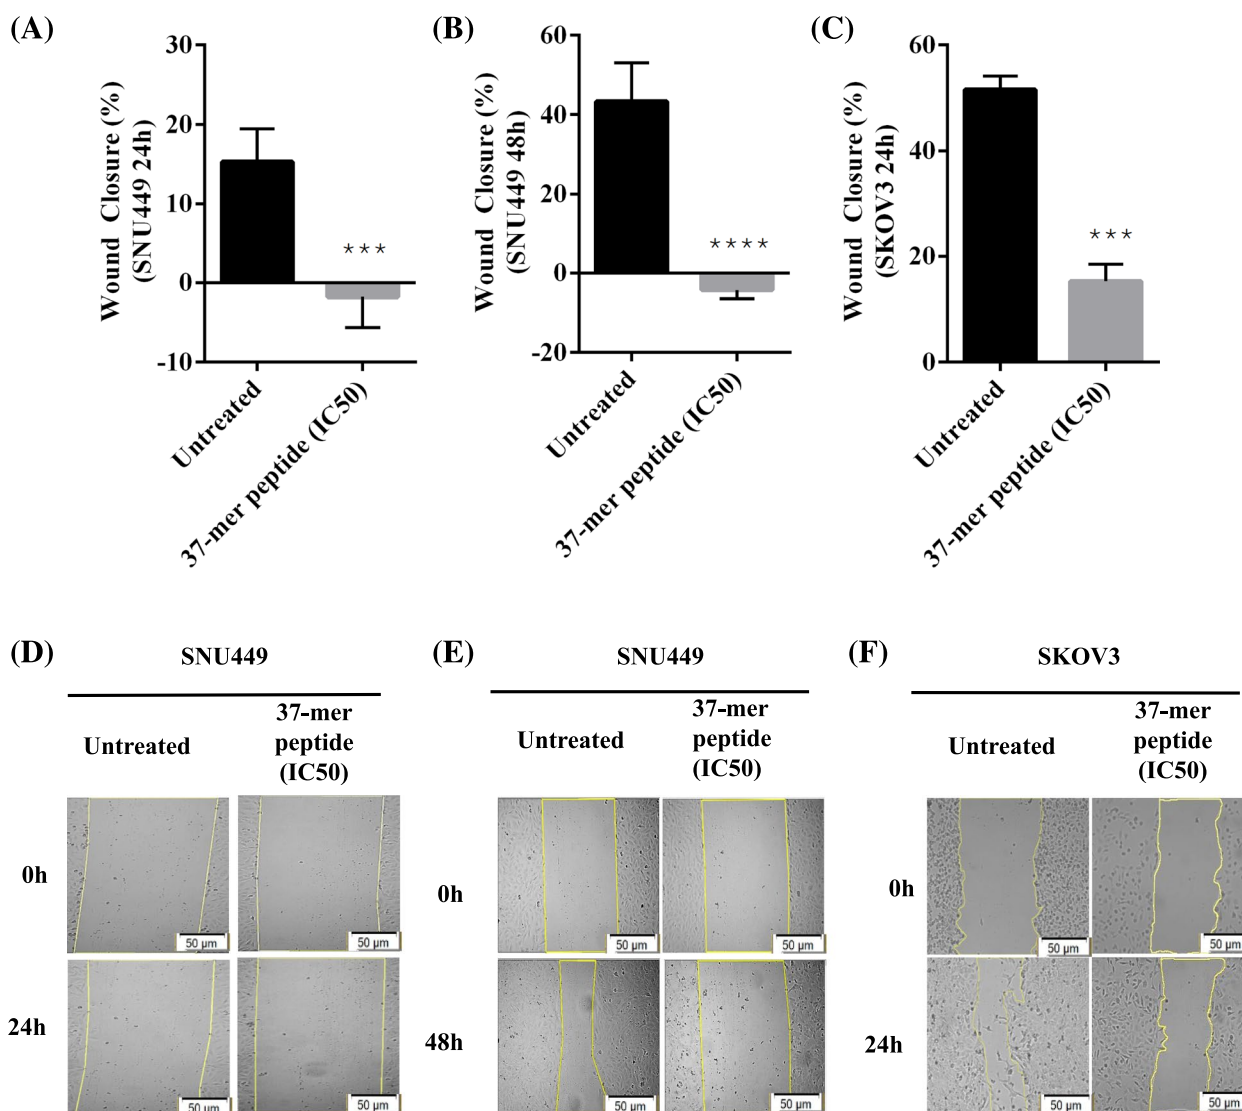 (A)
Wound Closure (%)
(SNU449 24h)
30
20
10
0
-10
***
Untreated
37-mer peptide (IC50)
(B)
Wound Closure (%)
(SNU449 48h)
60
40
20
0
-20
****
Untreated
37-mer peptide (IC50)
(C)
Wound Closure (%)
(SKOV3 24h)
60
40
20
0
***
Untreated
37-mer peptide (IC50)
(D)
SNU449
Untreated
37-mer
peptide
(IC50)
0h
50 µm
50 µm
24h
50 µm
50 µm
(E)
SNU449
Untreated
37-mer
peptide
(IC50)
0h
50 µm
50 µm
48h
50 µm
50 µm
(F)
SKOV3
Untreated
37-mer
peptide
(IC50)
0h
50 µm
50 µm
24h
50 µm
50 µm